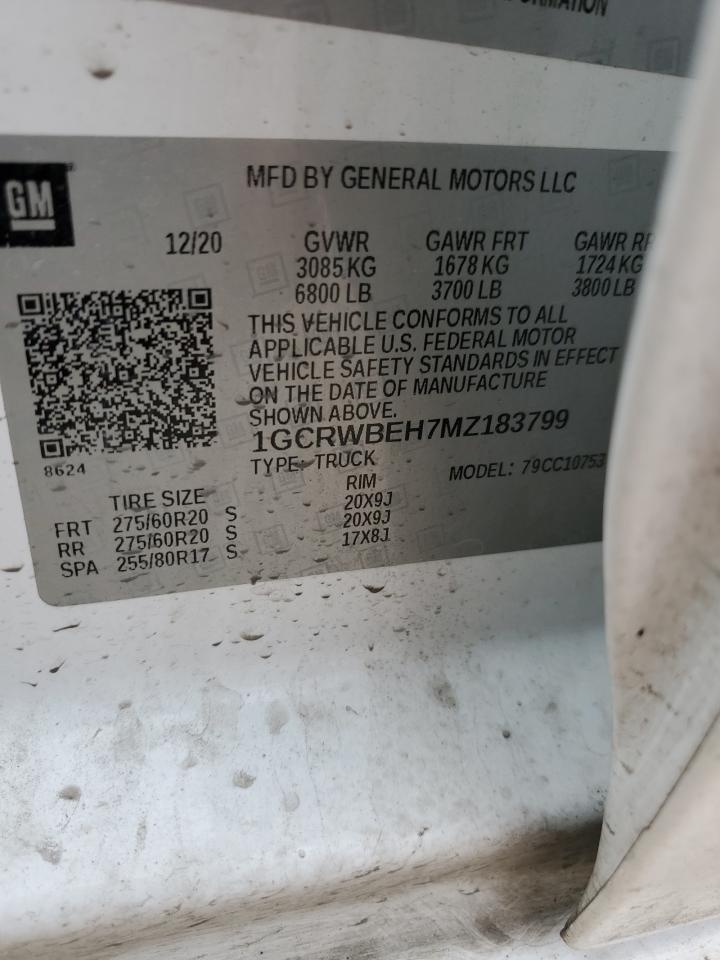 GM
MFD BY GENERAL MOTORS LLC
12/20 GVWR GAWR FRT GAWR
3085 KG 1678 KG 1724 KG
6800 LB 3700 LB 3800 LB
THIS VEHICLE CONFORMS TO ALL
APPLICABLE U.S. FEDERAL MOTOR
VEHICLE SAFETY STANDARDS IN EFFECT
ON THE DATE OF MANUFACTURE
SHOWN ABOVE.
1GCRWBEH7MZ183799
8624
TYPE: TRUCK MODEL: 79CC10753
TIRE SIZE RIM
FRT 275/60R20 S 20X9J
RR 275/60R20 S 20X9J
SPA 255/80R17 S 17X8J